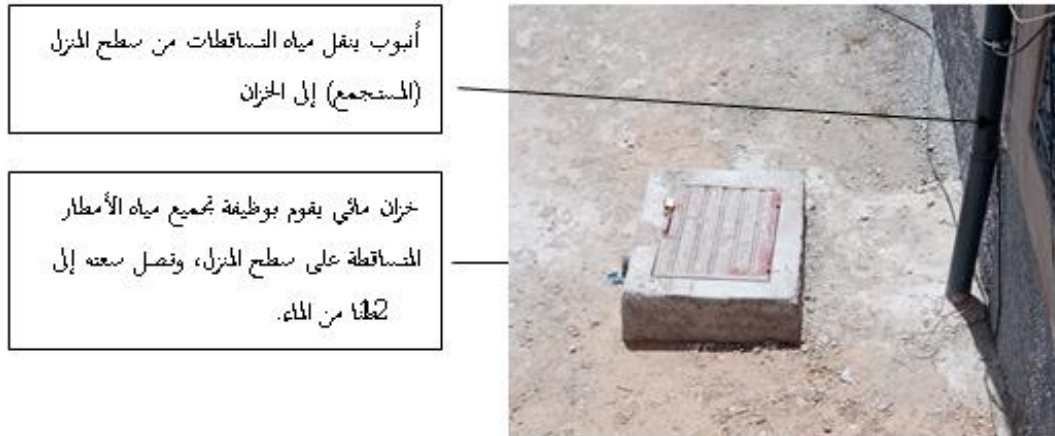 أنبوب ينقل مياه التساقطات من سطح المنزل
(المستجمع) إلى الخزان
خزان مائي يقوم بوظيفة تجميع مياه الأمطار
المتساقطة على سطح المنزل، وتصل سعته إلى
12طنا من الماء.